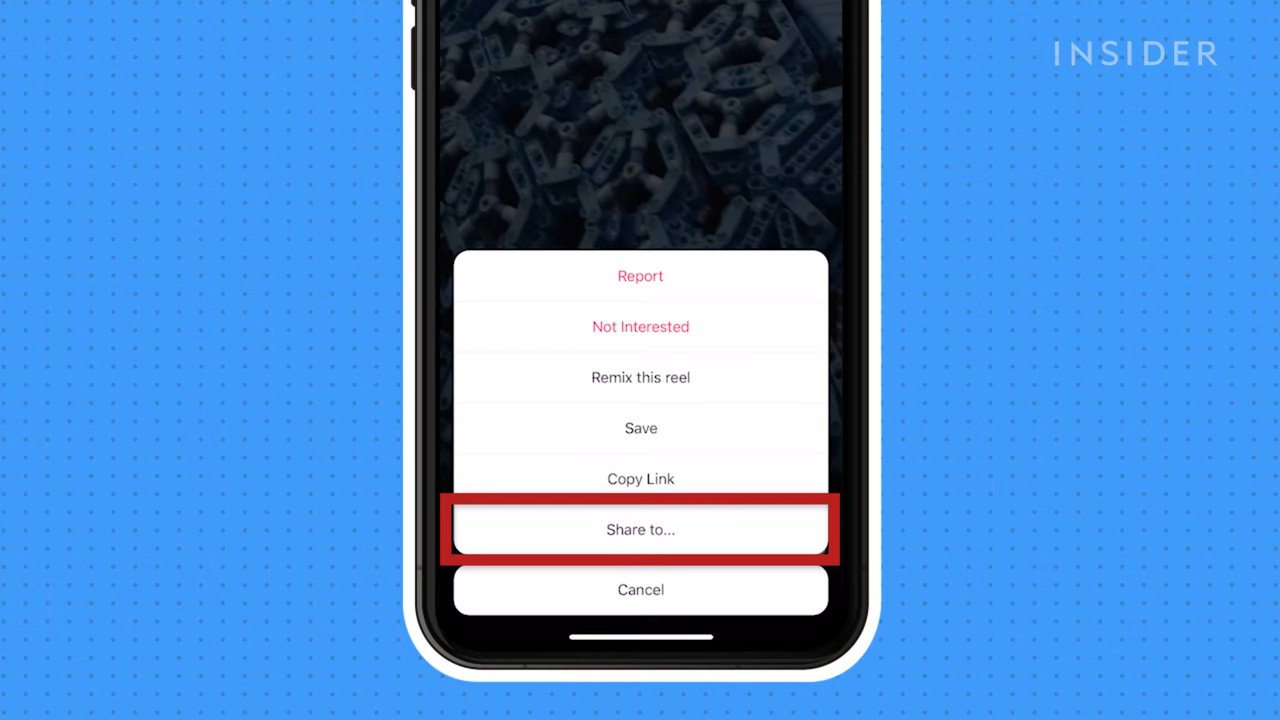 INSIDER
Report
Not Interested
Remix this reel
Save
Copy Link
Share to...
Cancel